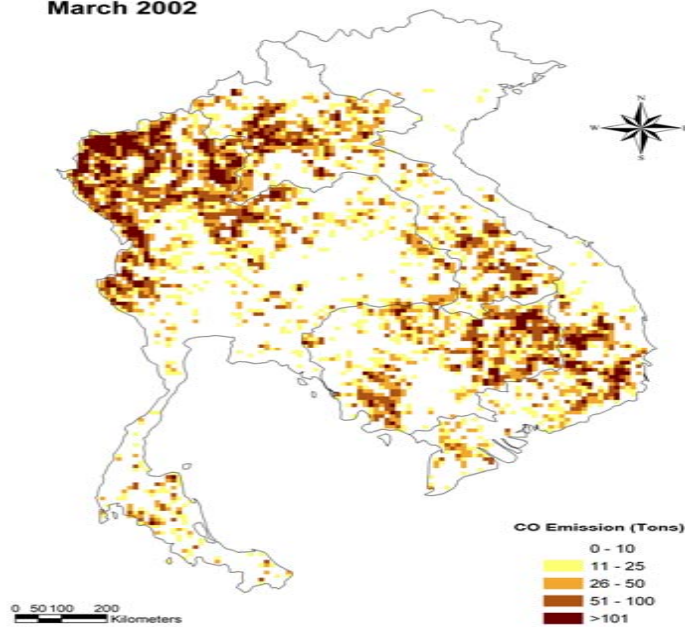 March 2002
N
W E
S
CO Emission (Tons)
0 - 10
11 - 25
26 - 50
51 - 100
>101
0 50 100 200
Kilometers